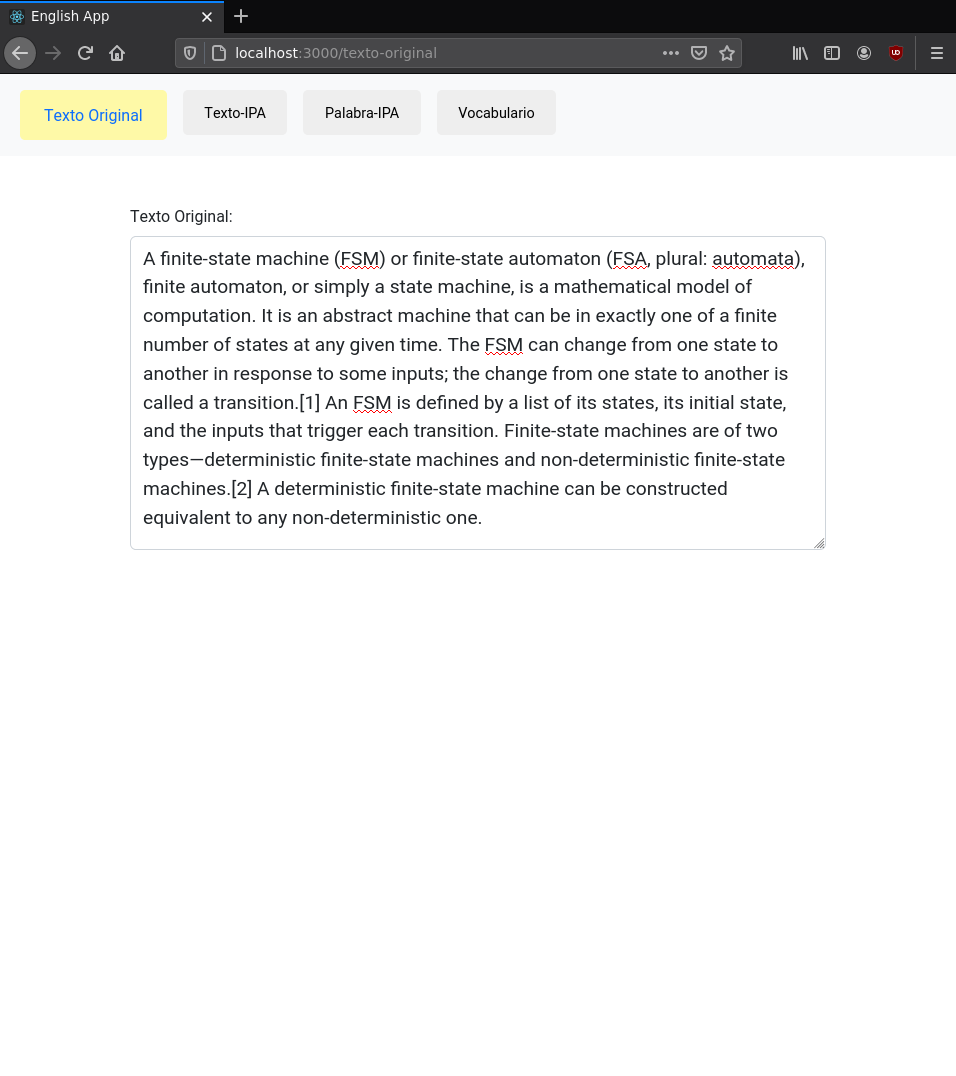 English App
localhost:3000/texto-original
Texto Original
Texto-IPA
Palabra-IPA
Vocabulario
Texto Original:
A finite-state machine (FSM) or finite-state automaton (FSA, plural: automata),
finite automaton, or simply a state machine, is a mathematical model of
computation. It is an abstract machine that can be in exactly one of a finite
number of states at any given time. The FSM can change from one state to
another in response to some inputs; the change from one state to another is
called a transition.[1] An FSM is defined by a list of its states, its initial state,
and the inputs that trigger each transition. Finite-state machines are of two
types—deterministic finite-state machines and non-deterministic finite-state
machines.[2] A deterministic finite-state machine can be constructed
equivalent to any non-deterministic one.